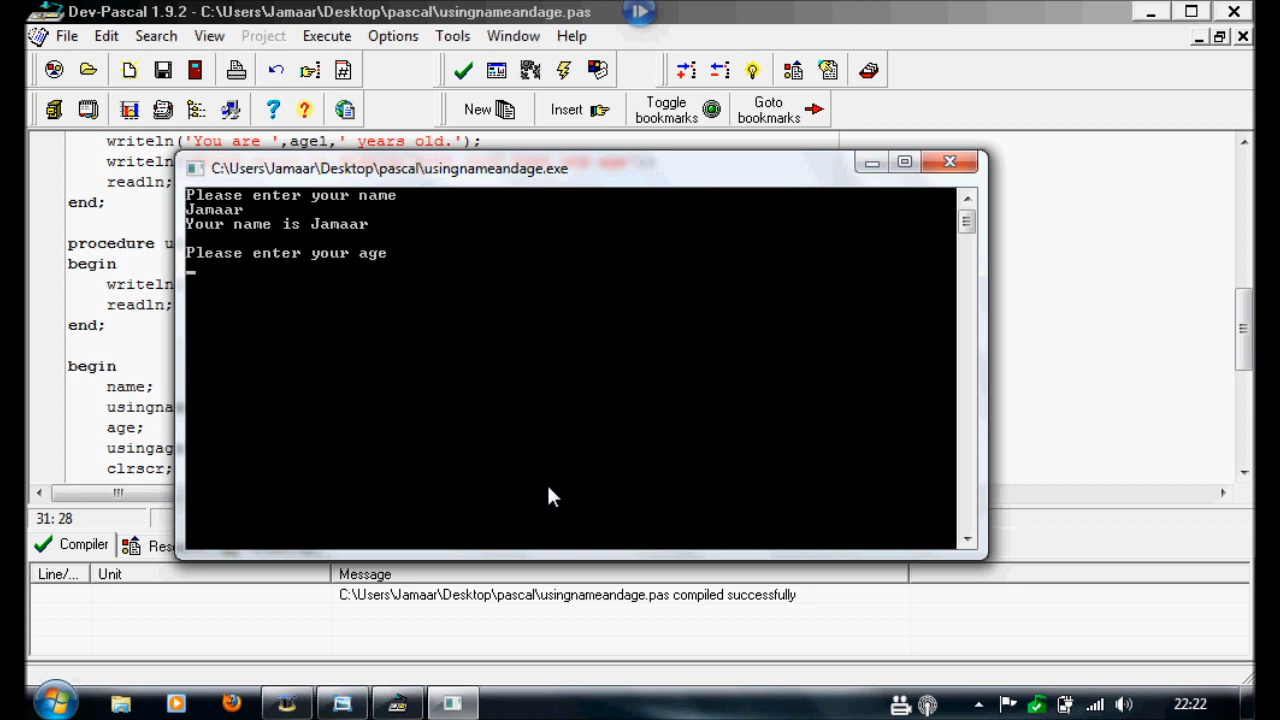 Dev-Pascal 1.9.2 - C:\Users\Jamaar\Desktop\pascal\usingnameandage.pas
File Edit Search View Project Execute Options Tools Window Help
New Insert Toggle bookmarks Goto bookmarks
writeln('You are ',age1,' years old.');
writeln
readln;
end;
C:\Users\Jamaar\Desktop\pascal\usingnameandage.exe
Please enter your name
Jamaar
Your name is Jamaar
Please enter your age
procedure u
begin
writeln
readln;
end;
begin
name;
usingna
age;
usingag
clrscr;
31: 28
Compiler Res
Line/... Unit Message
C:\Users\Jamaar\Desktop\pascal\usingnameandage.pas compiled successfully
22:22